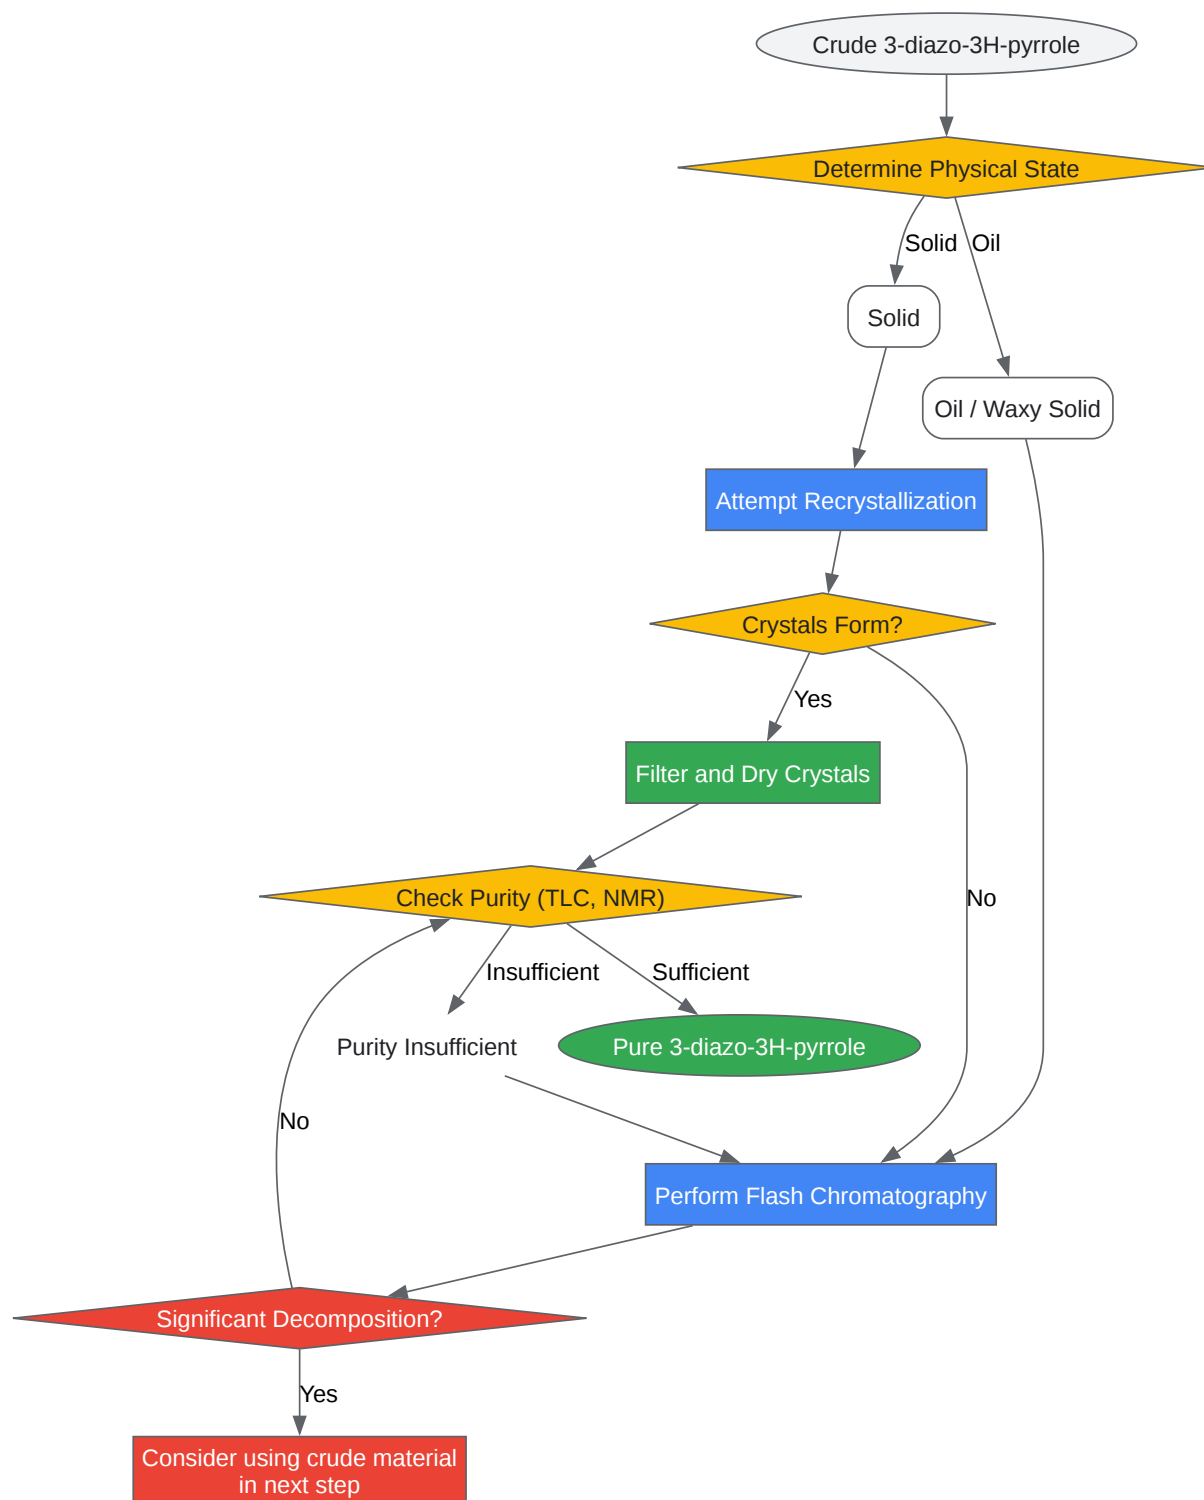 Crude 3-diazo-3H-pyrrole
Determine Physical State
Solid
Oil
Solid
Oil / Waxy Solid
Attempt Recrystallization
Crystals Form?
Yes
Filter and Dry Crystals
Check Purity (TLC, NMR)
No
Insufficient
Sufficient
Purity Insufficient
Pure 3-diazo-3H-pyrrole
No
Perform Flash Chromatography
Significant Decomposition?
Yes
Consider using crude material
in next step